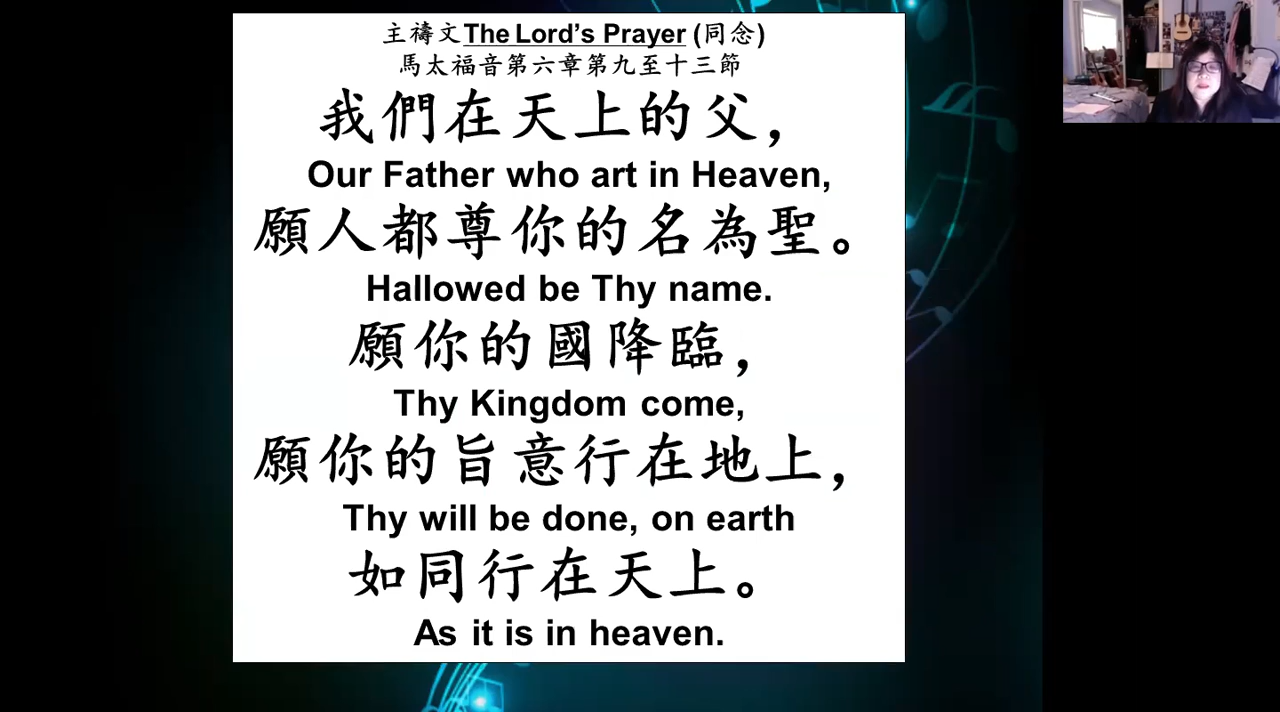 主禱文The Lord's Prayer (同念)
馬太福音第六章第九至十三節
我們在天上的父，
Our Father who art in Heaven,
願人都尊你的名為聖。
Hallowed be Thy name.
願你的國降臨，
Thy Kingdom come,
願你的旨意行在地上，
Thy will be done, on earth
如同行在天上。
As it is in heaven.